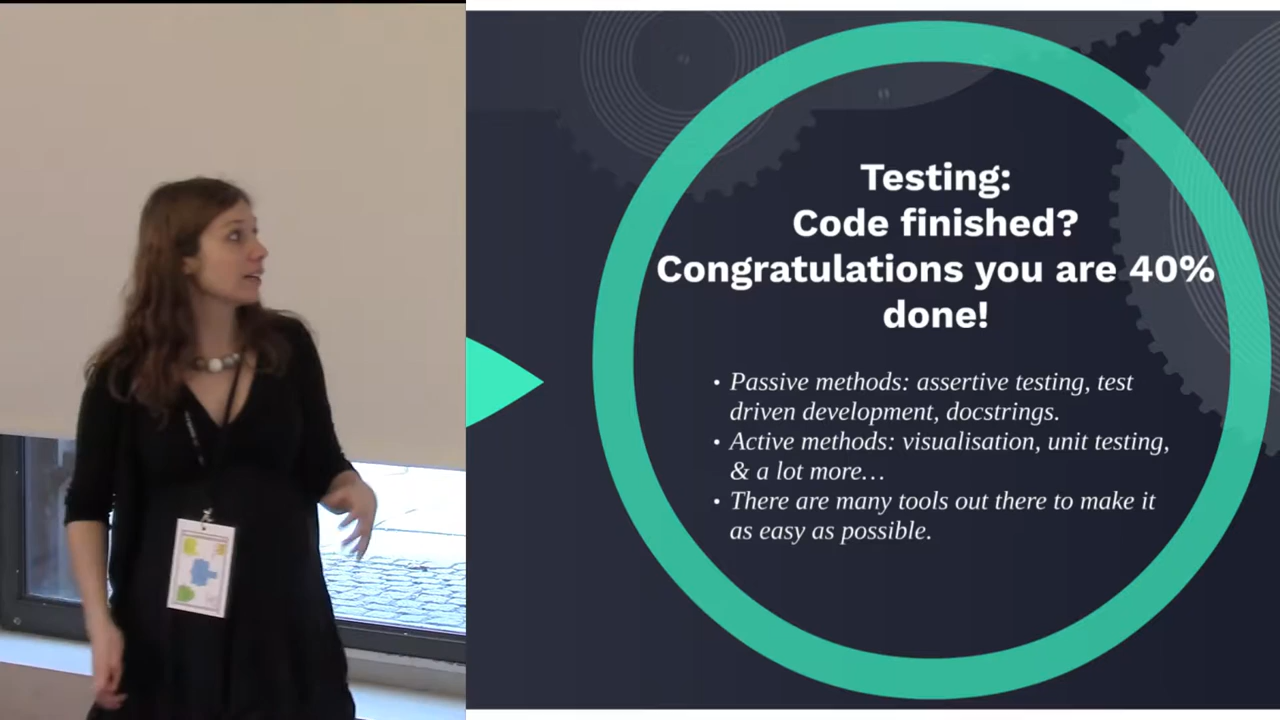 Testing:
Code finished?
Congratulations you are 40%
done!
• Passive methods: assertive testing, test
driven development, docstrings.
• Active methods: visualisation, unit testing,
& a lot more…
• There are many tools out there to make it
as easy as possible.